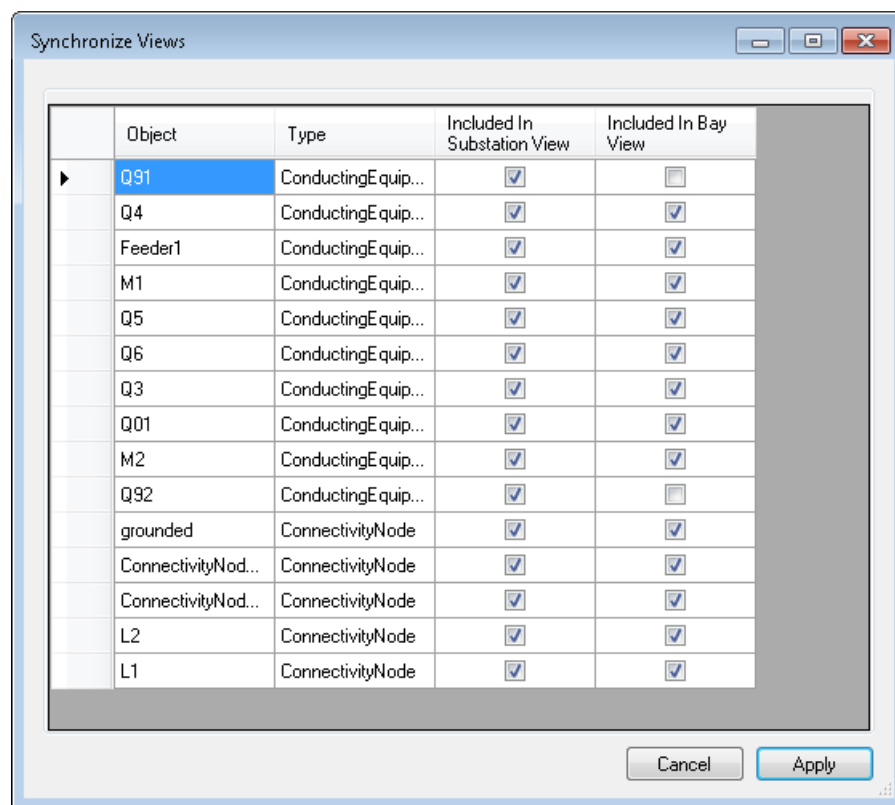 Synchronize Views
Object Type Included In Substation View Included In Bay View
Q91 ConductingEquip...
Q4 ConductingEquip...
Feeder1 ConductingEquip...
M1 ConductingEquip...
Q5 ConductingEquip...
Q6 ConductingEquip...
Q3 ConductingEquip...
Q01 ConductingEquip...
M2 ConductingEquip...
Q92 ConductingEquip...
grounded ConnectivityNode
ConnectivityNod... ConnectivityNode
ConnectivityNod... ConnectivityNode
L2 ConnectivityNode
L1 ConnectivityNode
Cancel Apply